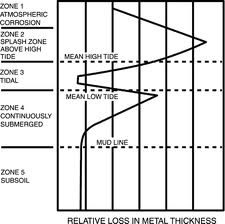 ZONE 1
ATMOSPHERIC
CORROSION
ZONE 2
SPLASH ZONE
ABOVE HIGH
TIDE
MEAN HIGH TIDE
ZONE 3
TIDAL
MEAN LOW TIDE
ZONE 4
CONTINUOUSLY
SUBMERGED
MUD LINE
ZONE 5
SUBSOIL
RELATIVE LOSS IN METAL THICKNESS